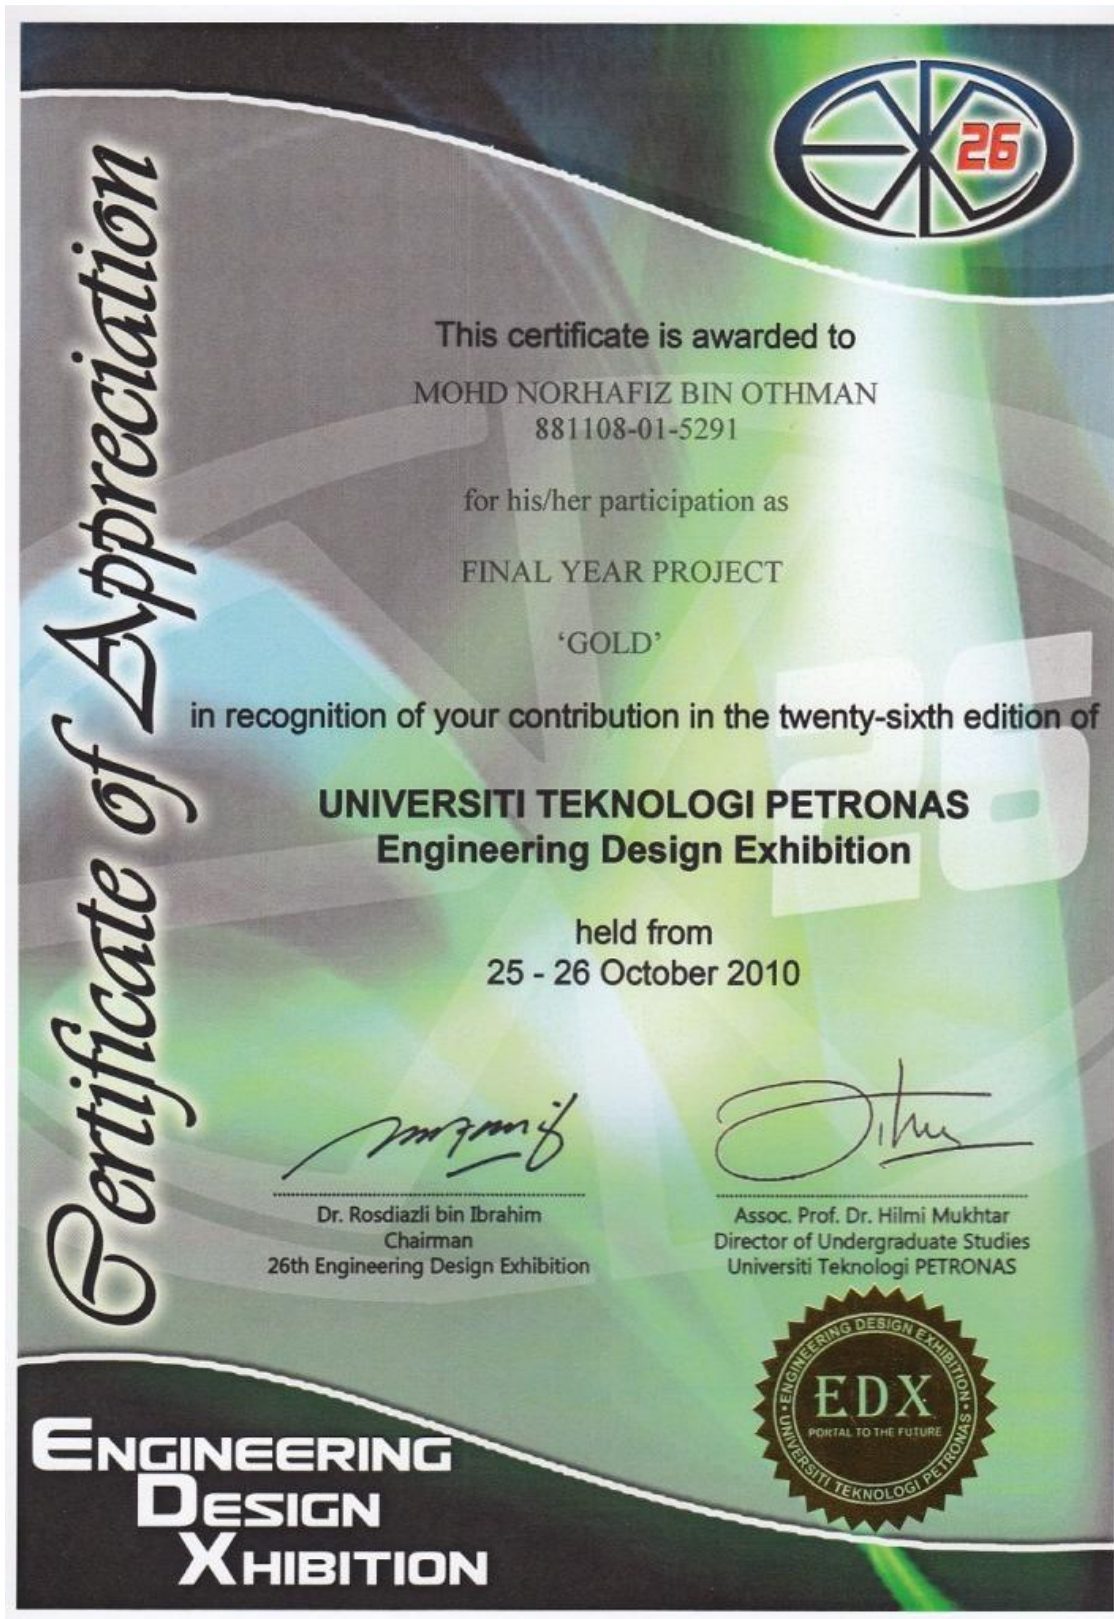 26
Certificate of Appreciation
This certificate is awarded to
MOHD NORHAFIZ BIN OTHMAN
881108-01-5291
for his/her participation as
FINAL YEAR PROJECT
‘GOLD’
in recognition of your contribution in the twenty-sixth edition of
26
UNIVERSITI TEKNOLOGI PETRONAS
Engineering Design Exhibition
held from
25 - 26 October 2010
Dr. Rosdiazli bin Ibrahim
Chairman
26th Engineering Design Exhibition
Assoc. Prof. Dr. Hilmi Mukhtar
Director of Undergraduate Studies
Universiti Teknologi PETRONAS
ENGINEERING DESIGN EXHIBITION
EDX
PORTAL TO THE FUTURE
UNIVERSITI TEKNOLOGI PETRONAS
ENGINEERING
DESIGN
XHIBITION